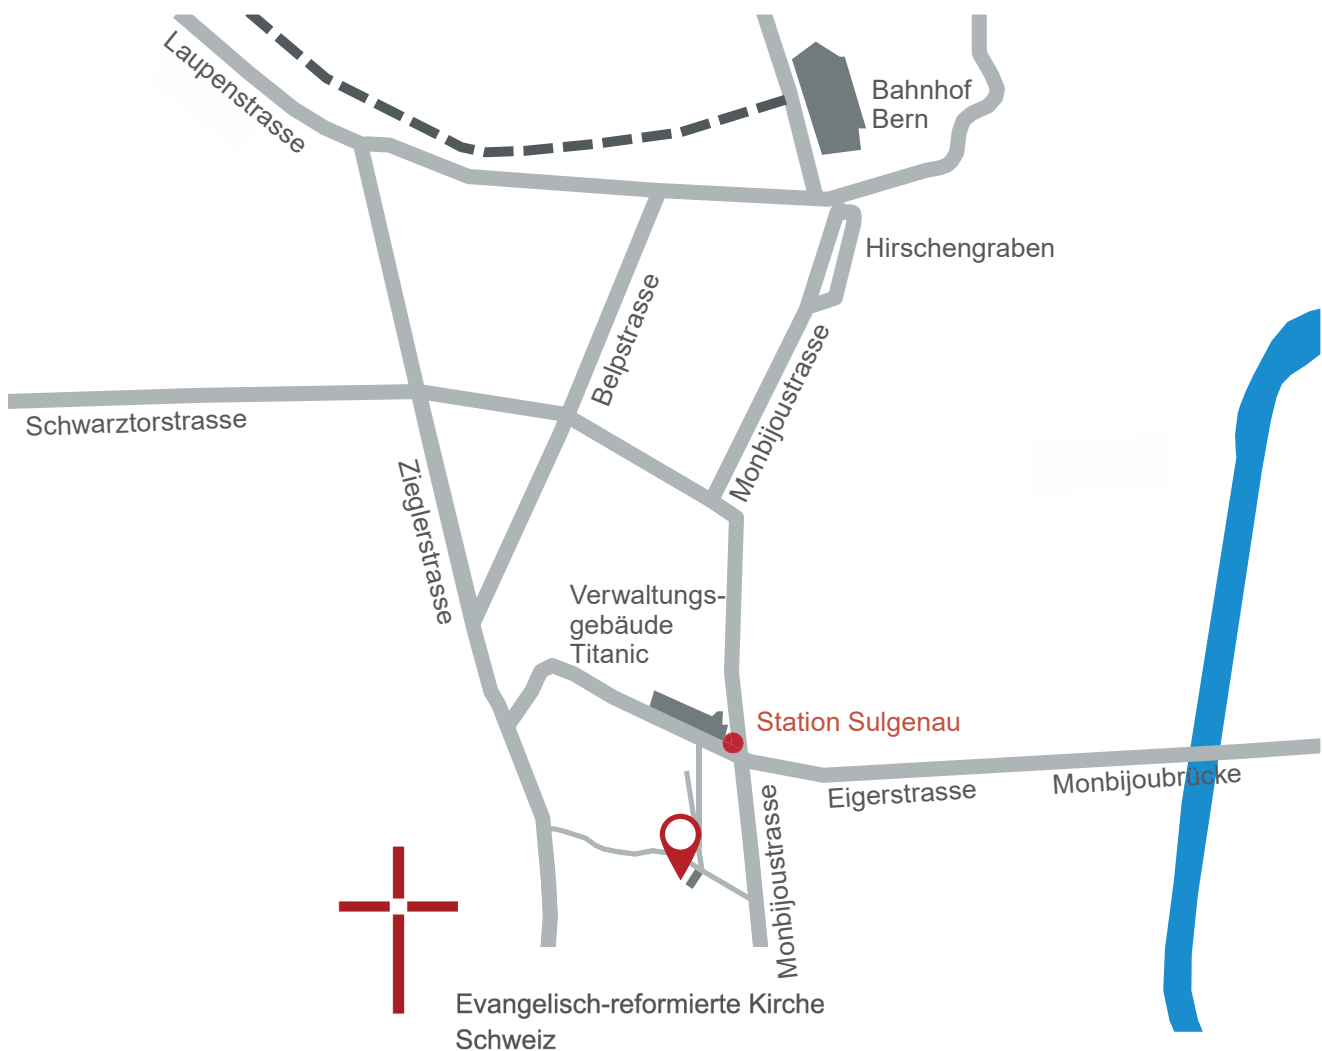 Laupenstrasse
Bahnhof
Bern
Hirschengraben
Belpstrasse
Monbijoustrasse
Schwarztorstrasse
Zieglerstrasse
Verwaltungs-
gebäude
Titanic
Station Sulgenau
Eigerstrasse
Monbijoubrücke
Monbijoustrasse
Evangelisch-reformierte Kirche
Schweiz